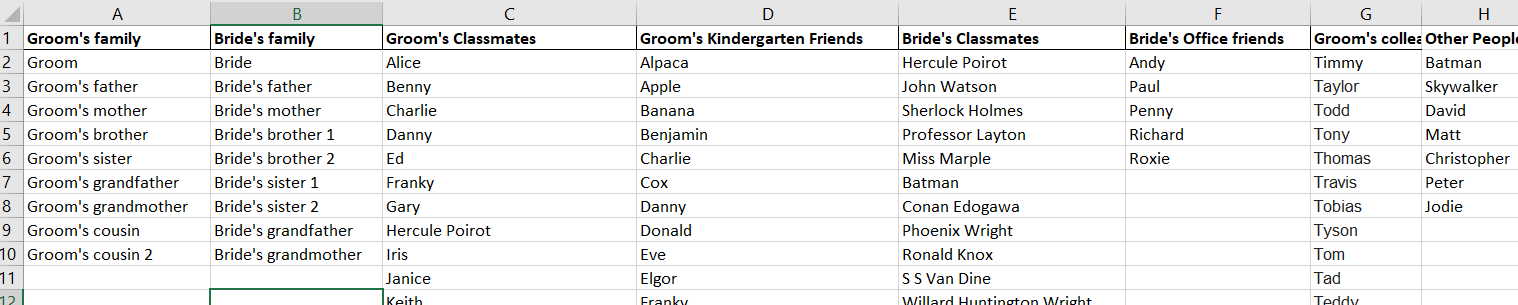 A B C D E F G H
1 Groom's family Bride's family Groom's Classmates Groom's Kindergarten Friends Bride's Classmates Bride's Office friends Groom's collea Other People
2 Groom Bride Alice Alpaca Hercule Poirot Andy Timmy Batman
3 Groom's father Bride's father Benny Apple John Watson Paul Taylor Skywalker
4 Groom's mother Bride's mother Charlie Banana Sherlock Holmes Penny Todd David
5 Groom's brother Bride's brother 1 Danny Benjamin Professor Layton Richard Tony Matt
6 Groom's sister Bride's brother 2 Ed Charlie Miss Marple Roxie Thomas Christopher
7 Groom's grandfather Bride's sister 1 Franky Cox Batman Travis Peter
8 Groom's grandmother Bride's sister 2 Gary Danny Conan Edogawa Tobias Jodie
9 Groom's cousin Bride's grandfather Hercule Poirot Donald Phoenix Wright Tyson
10 Groom's cousin 2 Bride's grandmother Iris Eve Ronald Knox Tom
11 Janice Elgor S S Van Dine Tad
12 Keith Franky Willard Huntington Wright Teddy